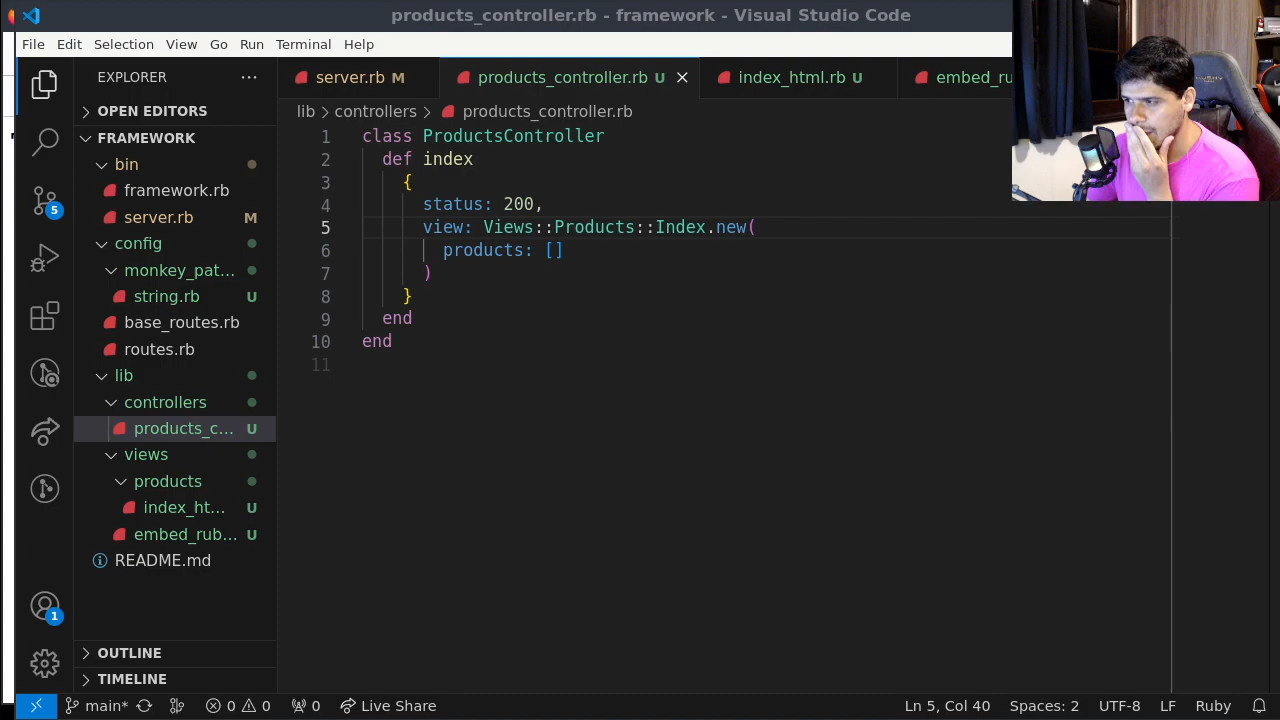 products_controller.rb - framework - Visual Studio Code
File Edit Selection View Go Run Terminal Help
EXPLORER
server.rb M
products_controller.rb U
index_html.rb U
embed_ru
OPEN EDITORS
FRAMEWORK
bin
framework.rb
server.rb M
config
monkey_pat...
string.rb U
base_routes.rb
routes.rb
lib
controllers
products_c... U
views
products
index_ht... U
embed_rub... U
README.md
OUTLINE
TIMELINE
5
1
lib > controllers > products_controller.rb
1 class ProductsController
2 def index
3 {
4 status: 200,
5 view: Views::Products::Index.new(
6 products: []
7 )
8 }
9 end
10 end
11
main* 0 0 0 Live Share Ln 5, Col 40 Spaces: 2 UTF-8 LF Ruby